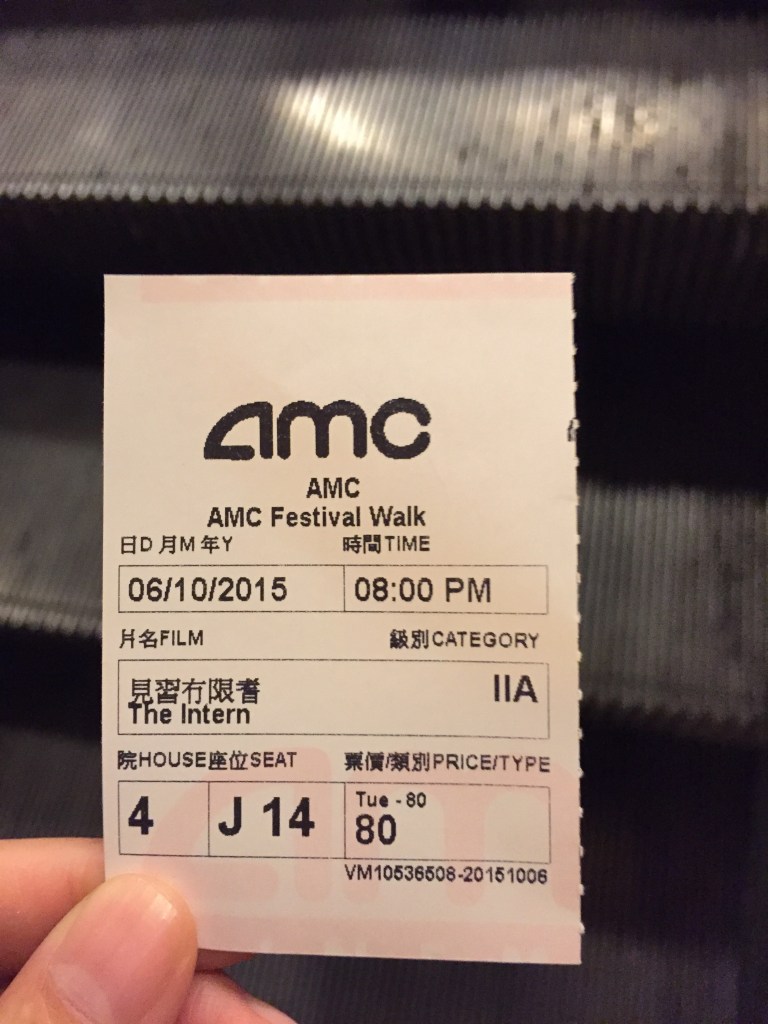 amc
AMC
AMC Festival Walk
日D 月M 年Y 時間TIME
06/10/2015 08:00 PM
片名FILM 級別CATEGORY
見習冇限耆 IIA
The Intern
院HOUSE座位SEAT 票價/類別PRICE/TYPE
4 J 14 Tue - 80
80
VM10536508-20151006